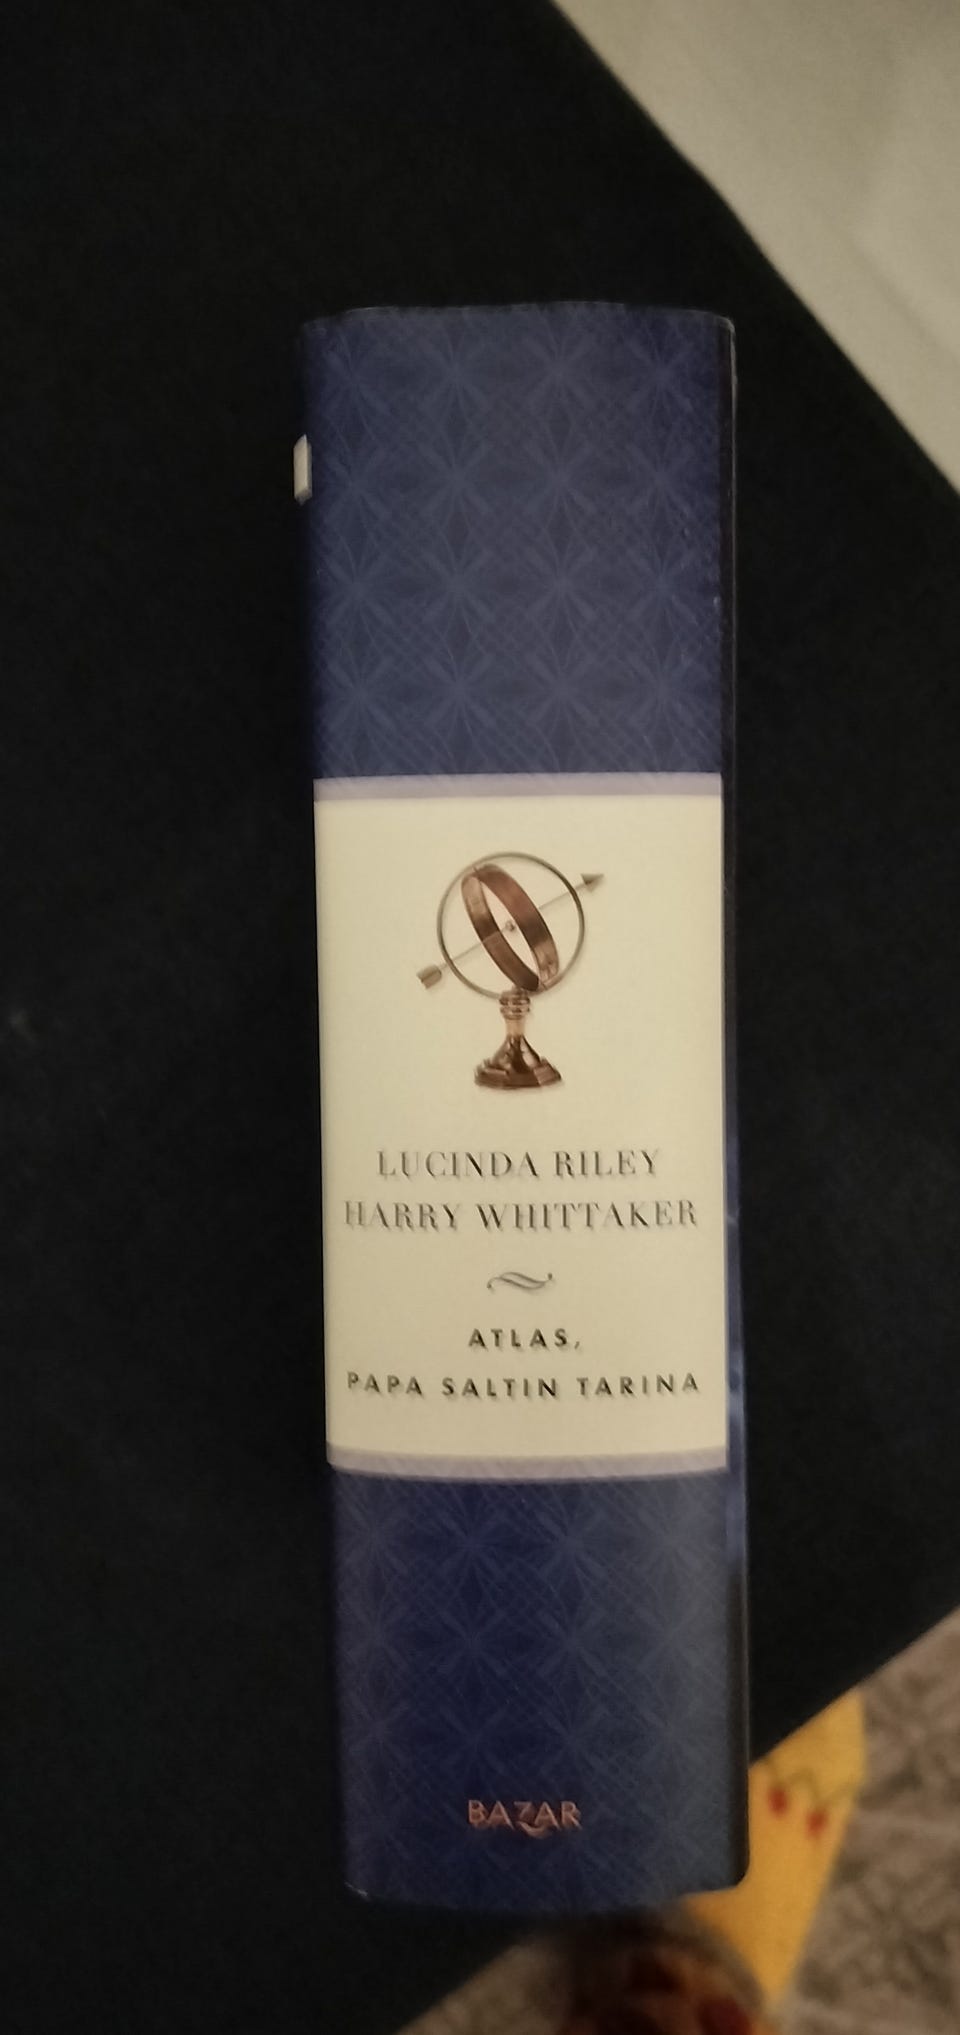 LUCINDA RILEY
HARRY WHITTAKER
ATLAS,
PAPA SALTIN TARINA
BAZAR